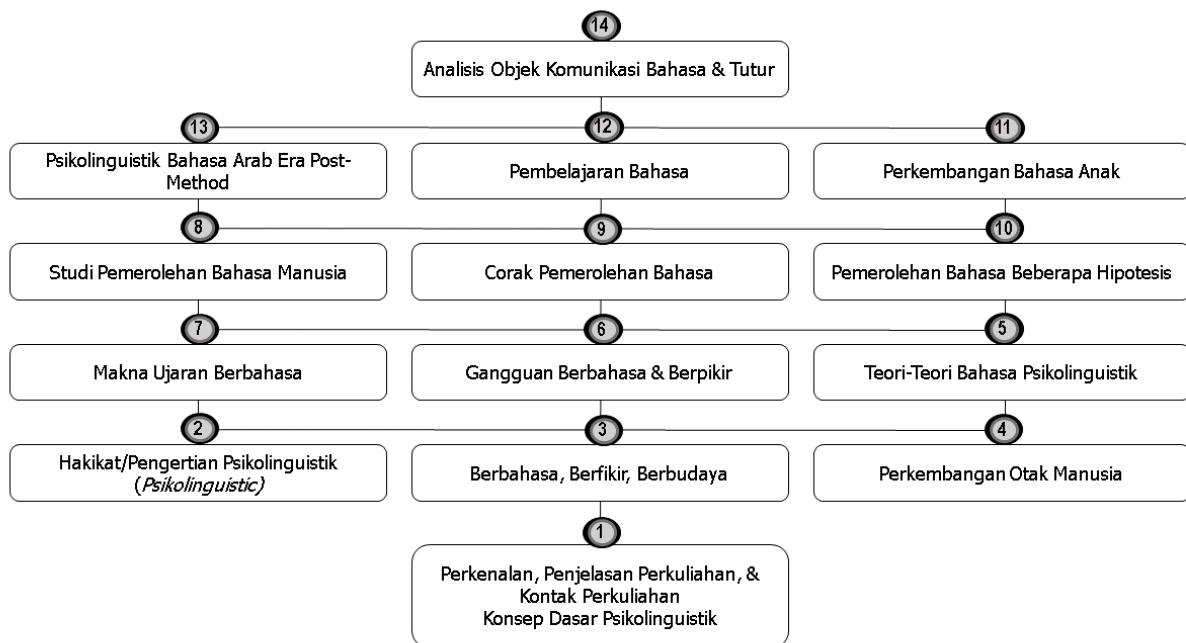 14
Analisis Objek Komunikasi Bahasa & Tutur
13
12
11
Psikolinguistik Bahasa Arab Era Post-
Method
Pembelajaran Bahasa
Perkembangan Bahasa Anak
8
9
10
Studi Pemerolehan Bahasa Manusia
Corak Pemerolehan Bahasa
Pemerolehan Bahasa Beberapa Hipotesis
7
6
5
Makna Ujaran Berbahasa
Gangguan Berbahasa & Berpikir
Teori-Teori Bahasa Psikolinguistik
2
3
4
Hakikat/Pengertian Psikolinguistik
(Psikolinguistic)
Berbahasa, Berfikir, Berbudaya
Perkembangan Otak Manusia
1
Perkenalan, Penjelasan Perkuliahan, &
Kontak Perkuliahan
Konsep Dasar Psikolinguistik